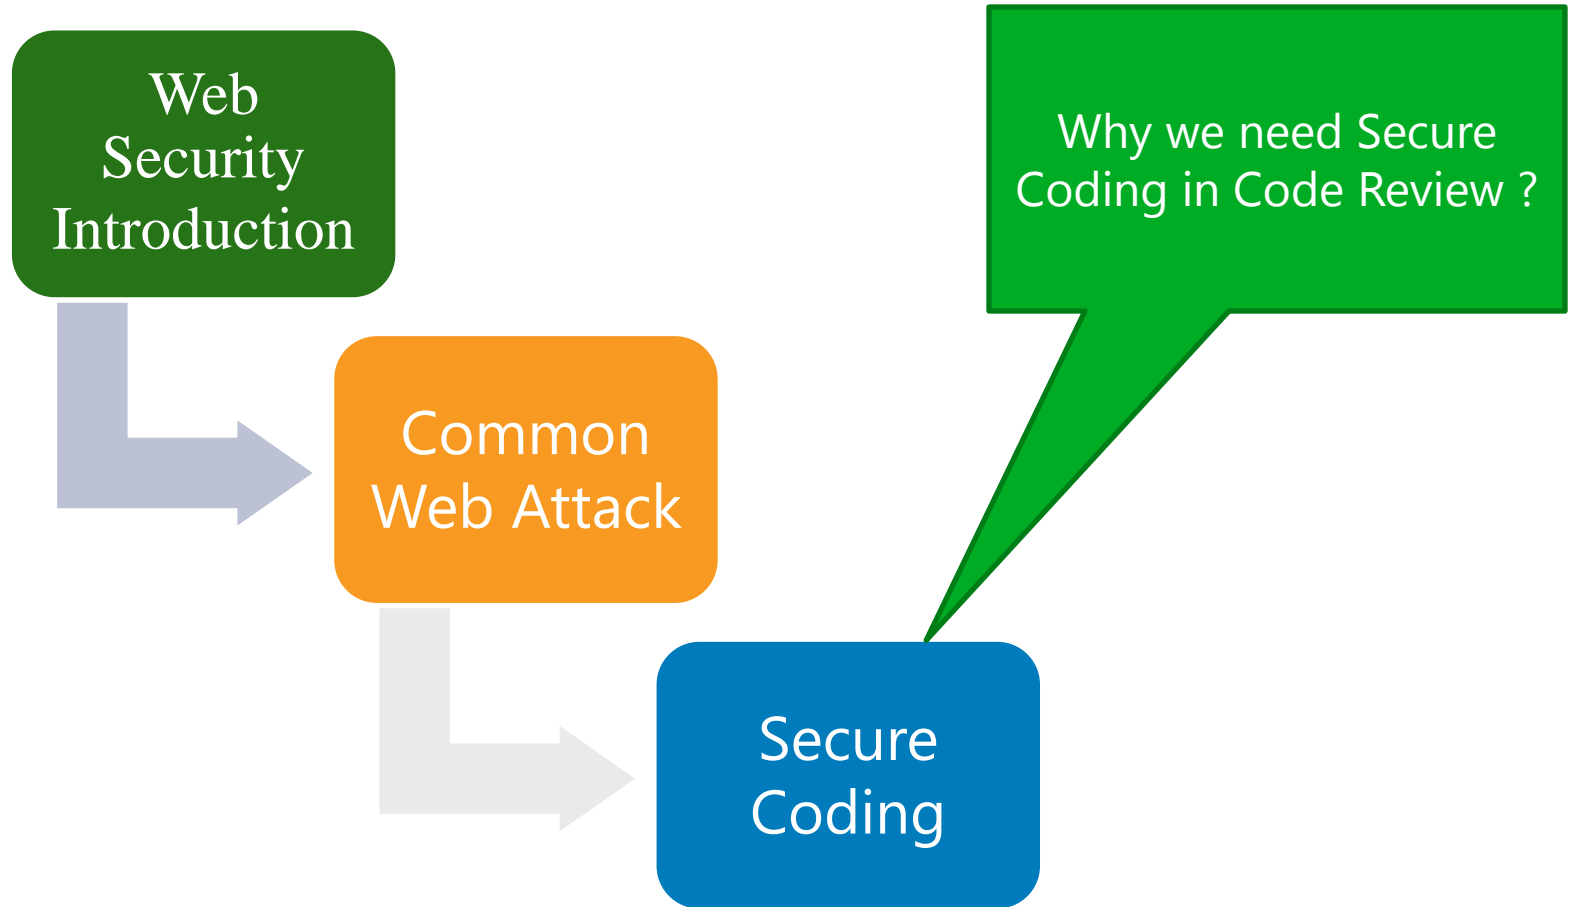 Web
Security
Introduction
Why we need Secure
Coding in Code Review ?
Common
Web Attack
Secure
Coding